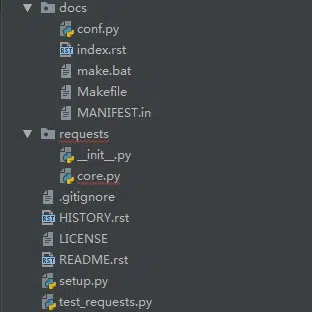 docs
conf.py
index.rst
make.bat
Makefile
MANIFEST.in
requests
__init__.py
core.py
.gitignore
HISTORY.rst
LICENSE
README.rst
setup.py
test_requests.py